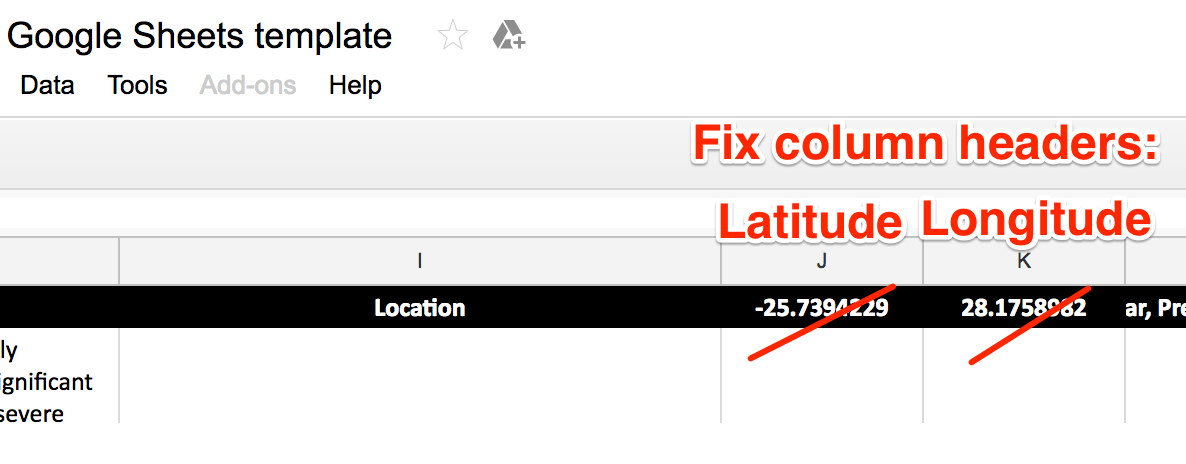 Google Sheets template
Data Tools Add-ons Help
Fix column headers:
Latitude Longitude
I J K
Location -25.7394229 28.1758982 ar, Pre
ly
ignificant
severe